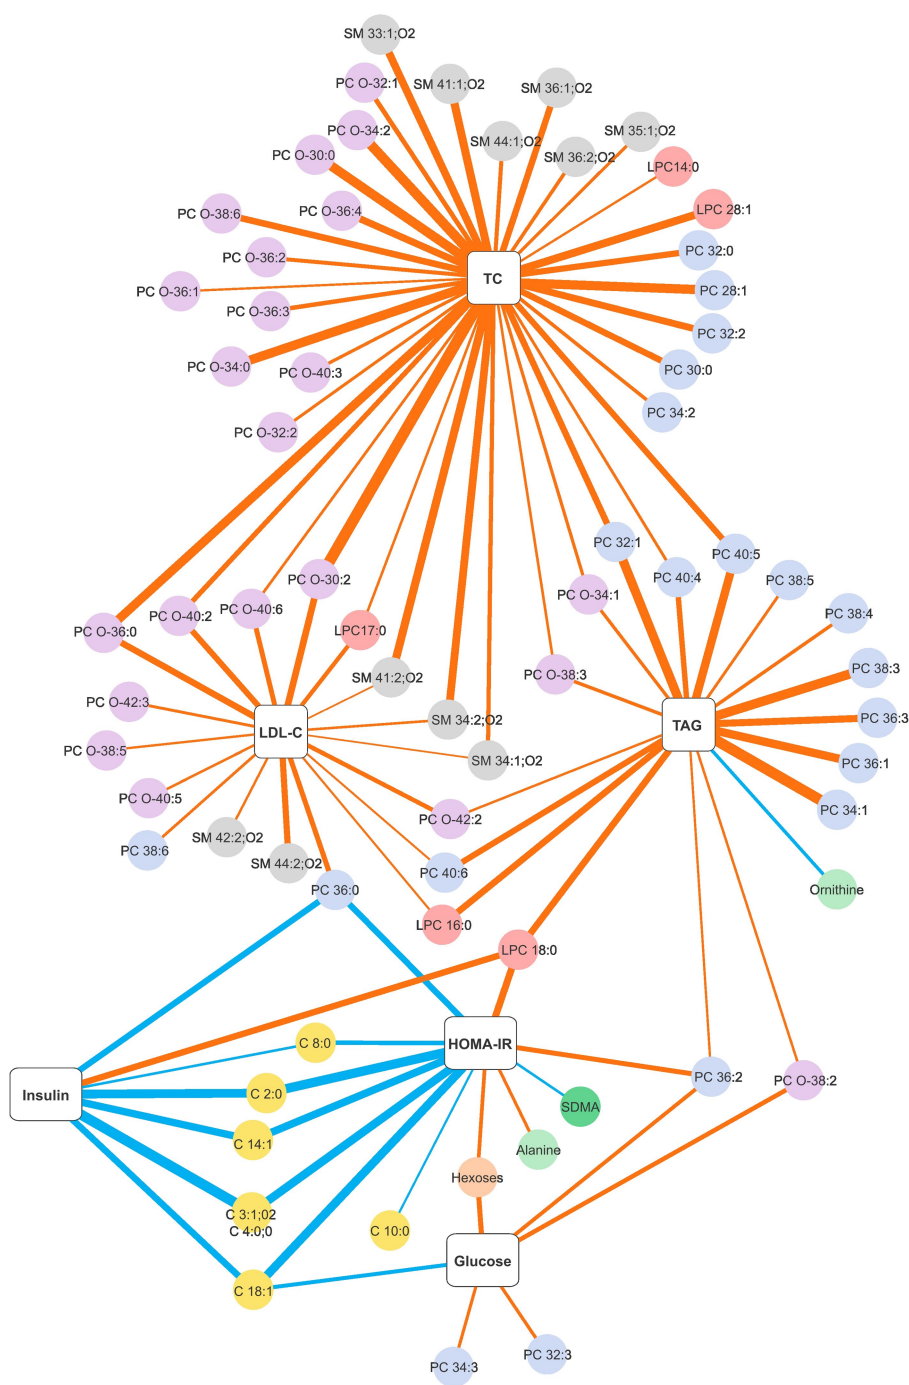 SM 33:1;O2
PC O-32:1
SM 41:1;O2
SM 36:1;O2
PC O-34:2
SM 44:1;O2
SM 35:1;O2
PC O-30:0
SM 36:2;O2
LPC14:0
PC O-38:6
PC O-36:4
LPC 28:1
PC O-36:2
PC 32:0
TC
PC O-36:1
PC 28:1
PC O-36:3
PC 32:2
PC O-34:0
PC O-40:3
PC 30:0
PC 34:2
PC O-32:2
PC 32:1
PC 40:5
PC O-30:2
PC 40:4
PC 38:5
PC O-34:1
PC O-40:2
PC O-40:6
PC 38:4
PC O-36:0
LPC17:0
PC 38:3
PC O-38:3
SM 41:2;O2
PC O-42:3
SM 34:2;O2
PC 36:3
LDL-C
TAG
PC O-38:5
SM 34:1;O2
PC 36:1
PC O-40:5
PC O-42:2
PC 34:1
SM 42:2;O2
PC 38:6
SM 44:2;O2
PC 40:6
PC 36:0
Ornithine
LPC 16:0
LPC 18:0
C 8:0
HOMA-IR
PC 36:2
PC O-38:2
Insulin
C 2:0
SDMA
C 14:1
Alanine
Hexoses
C 3:1;02
C 4:0;0
C 10:0
Glucose
C 18:1
PC 32:3
PC 34:3